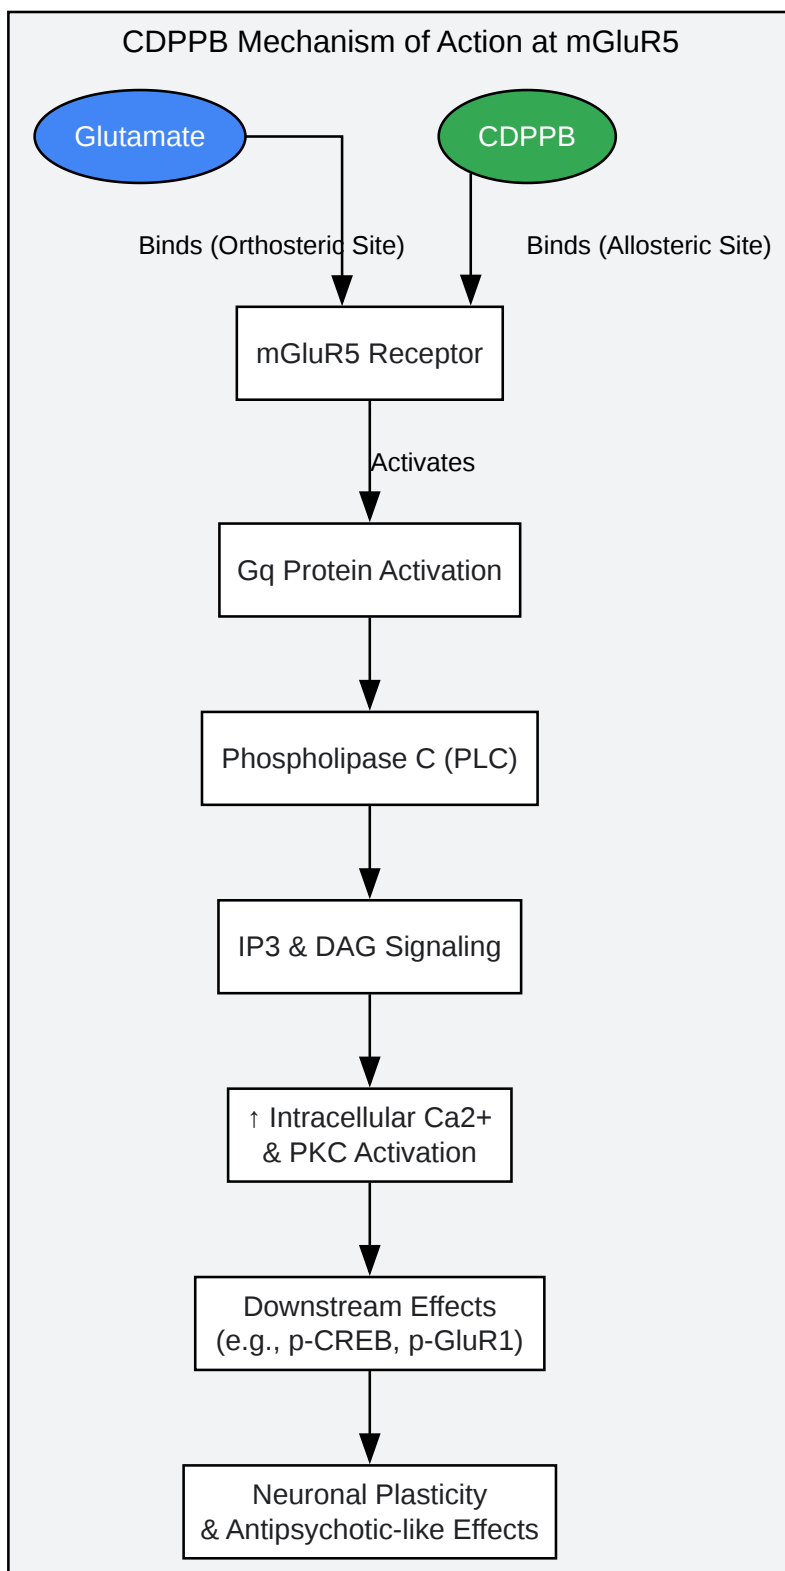 CDPPB Mechanism of Action at mGluR5
Glutamate
CDPPB
Binds (Orthosteric Site)
Binds (Allosteric Site)
mGluR5 Receptor
Activates
Gq Protein Activation
Phospholipase C (PLC)
IP3 & DAG Signaling
↑ Intracellular Ca2+
& PKC Activation
Downstream Effects
(e.g., p-CREB, p-GluR1)
Neuronal Plasticity
& Antipsychotic-like Effects